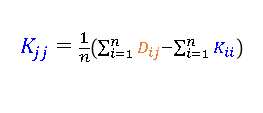 K_{jj} = \frac{1}{n}(\sum_{i=1}^{n} D_{ij} - \sum_{i=1}^{n} K_{ii})